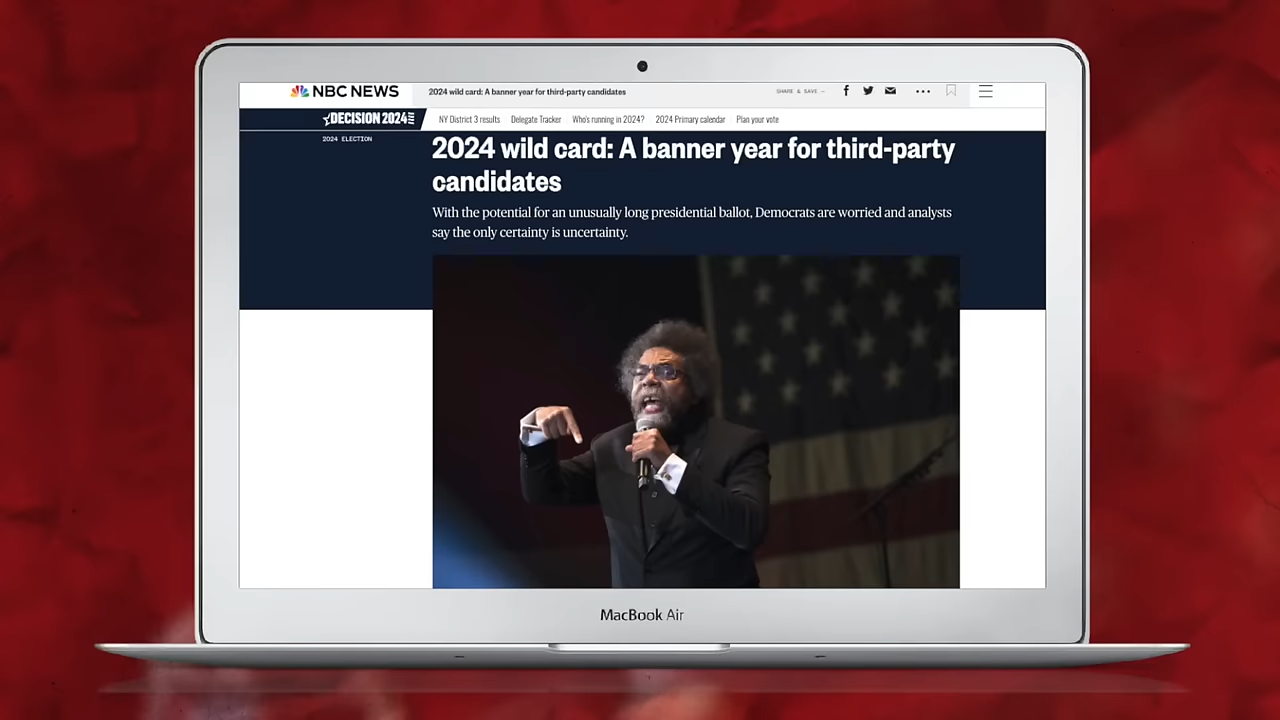 NBC NEWS
2024 wild card: A banner year for third-party candidates
SHARE & SAVE
DECISION 2024
NY District 3 results
Delegate Tracker
Who's running in 2024?
2024 Primary calendar
Plan your vote
2024 ELECTION
2024 wild card: A banner year for third-party
candidates
With the potential for an unusually long presidential ballot, Democrats are worried and analysts
say the only certainty is uncertainty.
MacBook Air